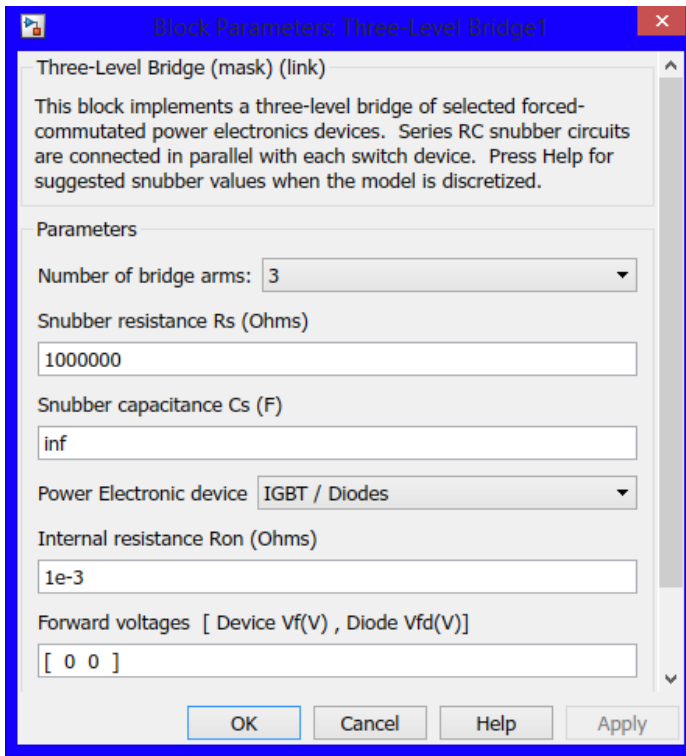 Block Parameters: Three-Level Bridge1
Three-Level Bridge (mask) (link)
This block implements a three-level bridge of selected forced-
commutated power electronics devices.  Series RC snubber circuits
are connected in parallel with each switch device.  Press Help for
suggested snubber values when the model is discretized.
Parameters
Number of bridge arms: 3
Snubber resistance Rs (Ohms)
1000000
Snubber capacitance Cs (F)
inf
Power Electronic device IGBT / Diodes
Internal resistance Ron (Ohms)
1e-3
Forward voltages  [ Device Vf(V) , Diode Vfd(V)]
[ 0 0 ]
OK Cancel Help Apply